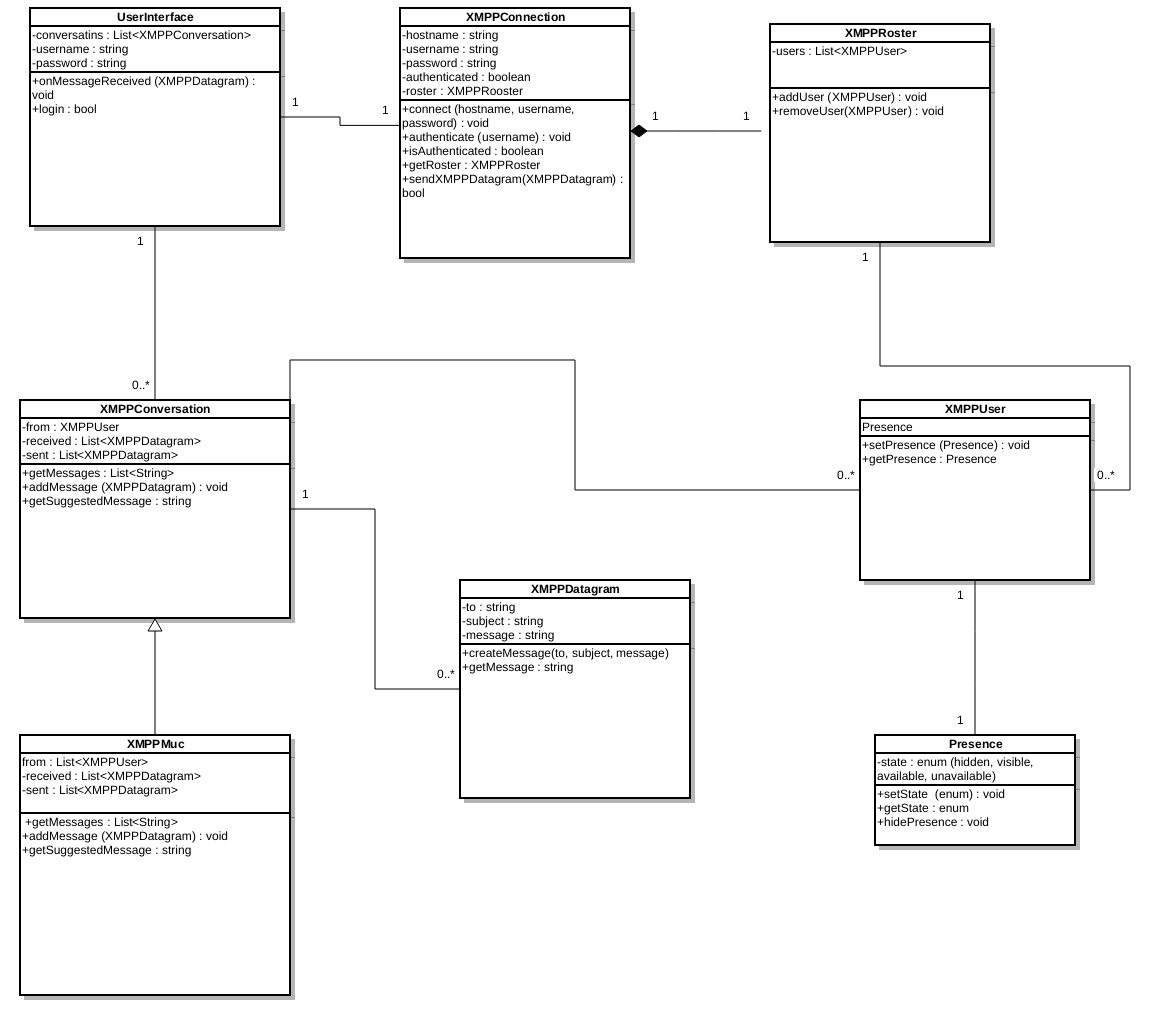 UserInterface
-conversatins : List<XMPPConversation>
-username : string
-password : string
+onMessageReceived (XMPPDatagram) :
void
+login : bool
1
1
XMPPConnection
-hostname : string
-username : string
-password : string
-authenticated : boolean
-roster : XMPPRooster
+connect (hostname, username,
password) : void
+authenticate (username) : void
+isAuthenticated : boolean
+getRoster : XMPPRoster
+sendXMPPDatagram(XMPPDatagram) :
bool
1
1
XMPPRoster
-users : List<XMPPUser>
+addUser (XMPPUser) : void
+removeUser(XMPPUser) : void
1
1
0..*
XMPPConversation
-from : XMPPUser
-received : List<XMPPDatagram>
-sent : List<XMPPDatagram>
+getMessages : List<String>
+addMessage (XMPPDatagram) : void
+getSuggestedMessage : string
1
0..*
XMPPUser
Presence
+setPresence (Presence) : void
+getPresence : Presence
0..*
0..*
XMPPDatagram
-to : string
-subject : string
-message : string
+createMessage(to, subject, message)
+getMessage : string
1
1
XMPPMuc
from : List<XMPPUser>
-received : List<XMPPDatagram>
-sent : List<XMPPDatagram>
+getMessages : List<String>
+addMessage (XMPPDatagram) : void
+getSuggestedMessage : string
Presence
-state : enum (hidden, visible,
available, unavailable)
+setState  (enum) : void
+getState : enum
+hidePresence : void